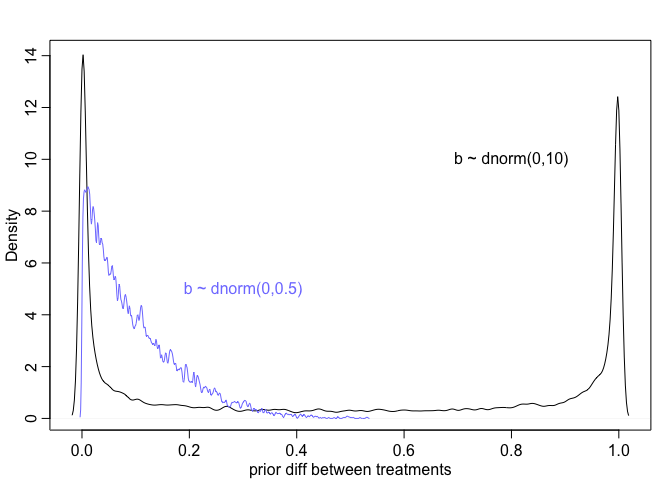 14
12
10
8
6
4
2
0
Density
b ~ dnorm(0,10)
b ~ dnorm(0,0.5)
0.0 0.2 0.4 0.6 0.8 1.0
prior diff between treatments